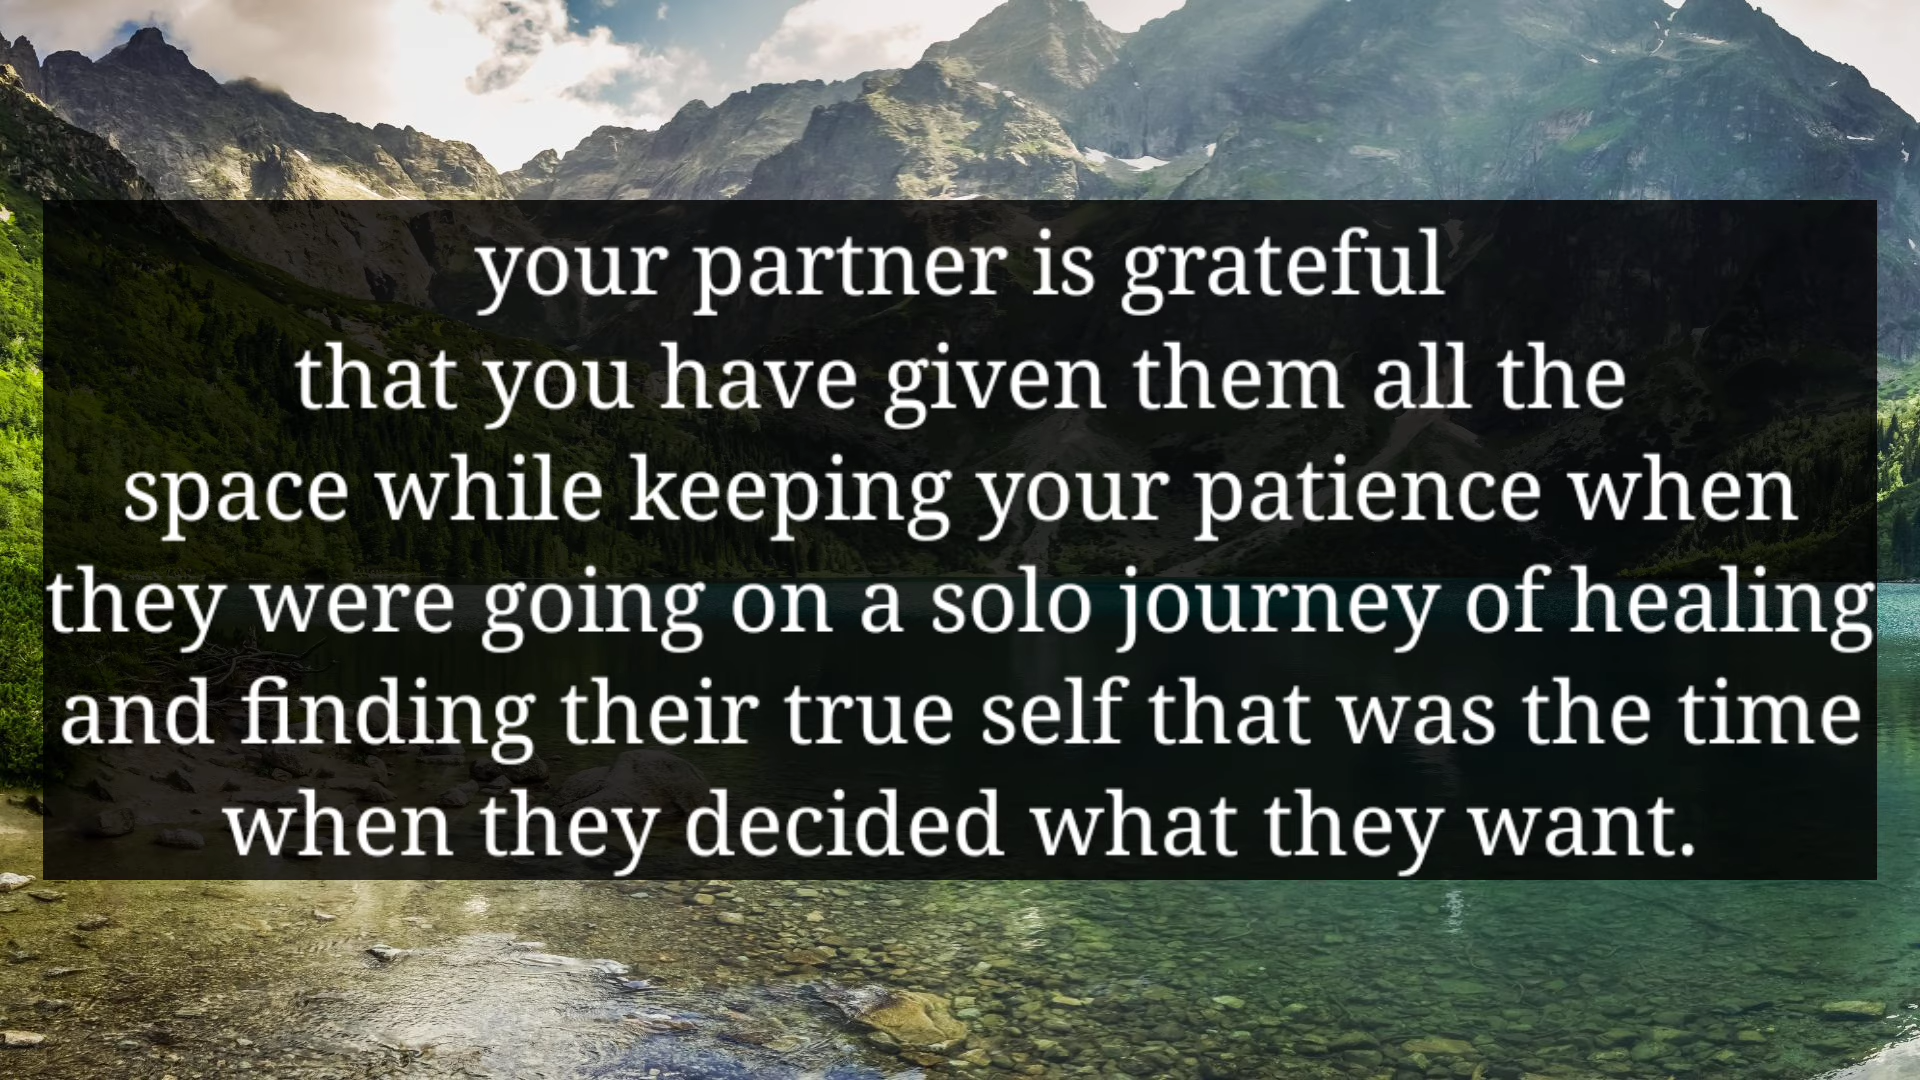 your partner is grateful
that you have given them all the
space while keeping your patience when
they were going on a solo journey of healing
and finding their true self that was the time
when they decided what they want.